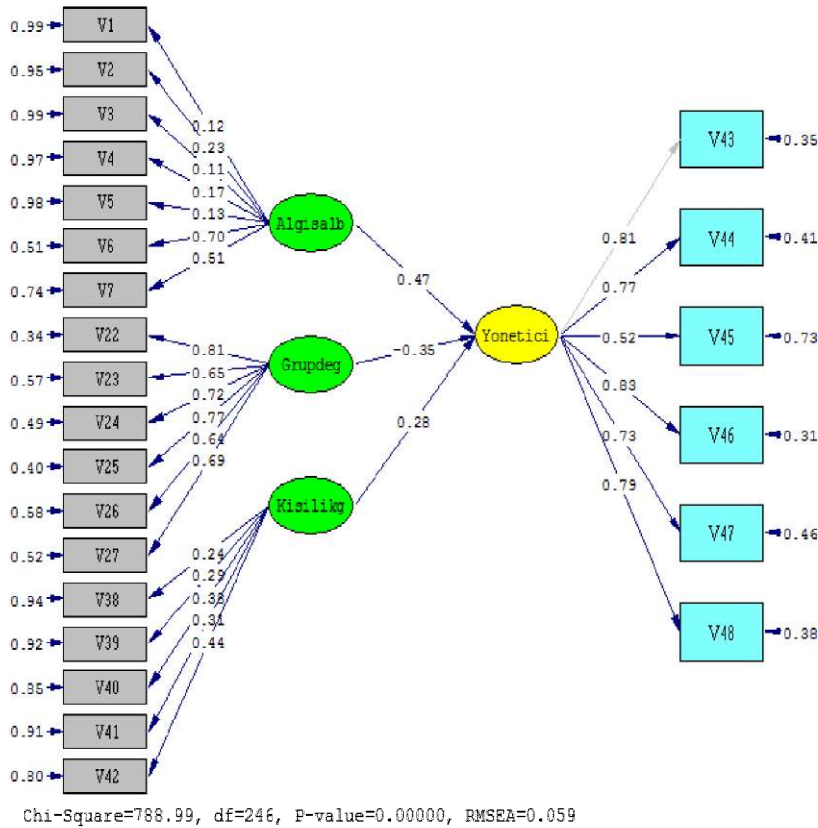 0.99 V1
0.95 V2
0.99 V3
0.97 V4
0.98 V5
0.51 V6
0.74 V7
0.34 V22
0.57 V23
0.49 V24
0.40 V25
0.58 V26
0.52 V27
0.94 V38
0.92 V39
0.85 V40
0.91 V41
0.80 V42
0.12
0.23
0.11
0.17
0.13
0.70
0.51
0.81
0.65
0.72
0.77
0.64
0.69
0.24
0.29
0.38
0.31
0.44
Algisalb
Grupdeg
Kisilikg
0.47
-0.35
0.28
Yonetici
0.81
0.77
0.52
0.83
0.73
0.79
V43 0.35
V44 0.41
V45 0.73
V46 0.31
V47 0.46
V48 0.38
Chi-Square=788.99, df=246, P-value=0.00000, RMSEA=0.059